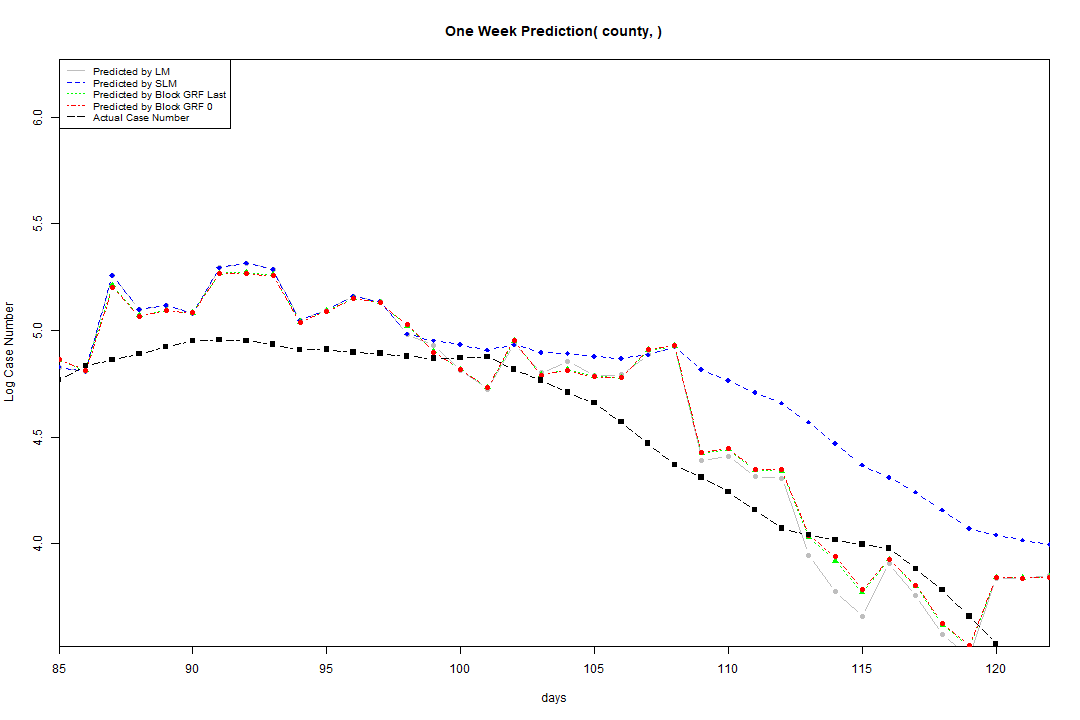 One Week Prediction( county, )
Predicted by LM
Predicted by SLM
Predicted by Block GRF Last
Predicted by Block GRF 0
Actual Case Number
6.0
5.5
5.0
4.5
4.0
Log Case Number
85 90 95 100 105 110 115 120
days